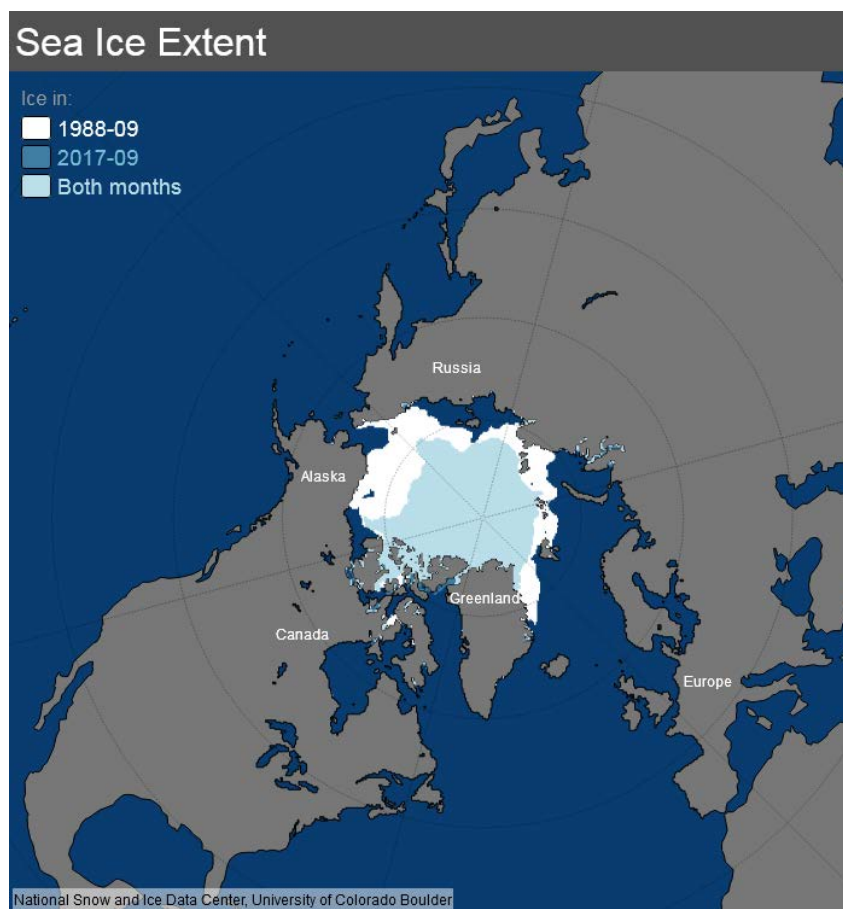 Sea Ice Extent
Ice in:
1988-09
2017-09
Both months
Russia
Alaska
Greenland
Canada
Europe
National Snow and Ice Data Center, University of Colorado Boulder